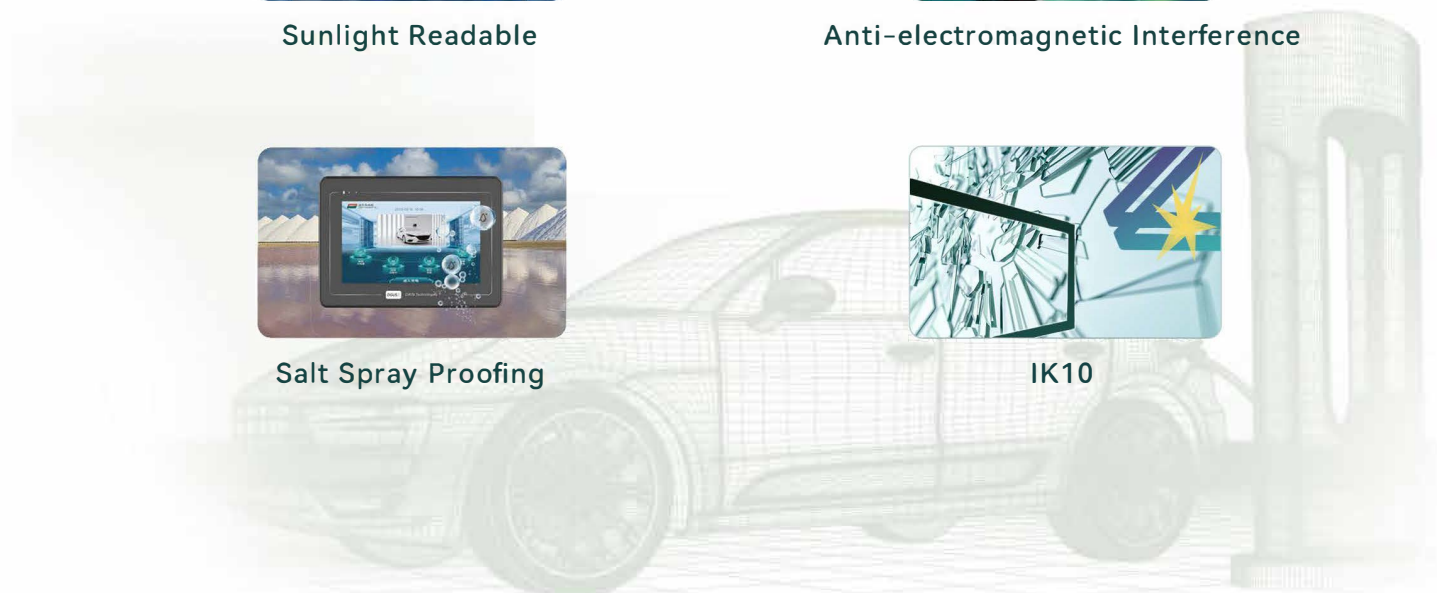 Sunlight Readable
Anti-electromagnetic Interference
Salt Spray Proofing
IK10